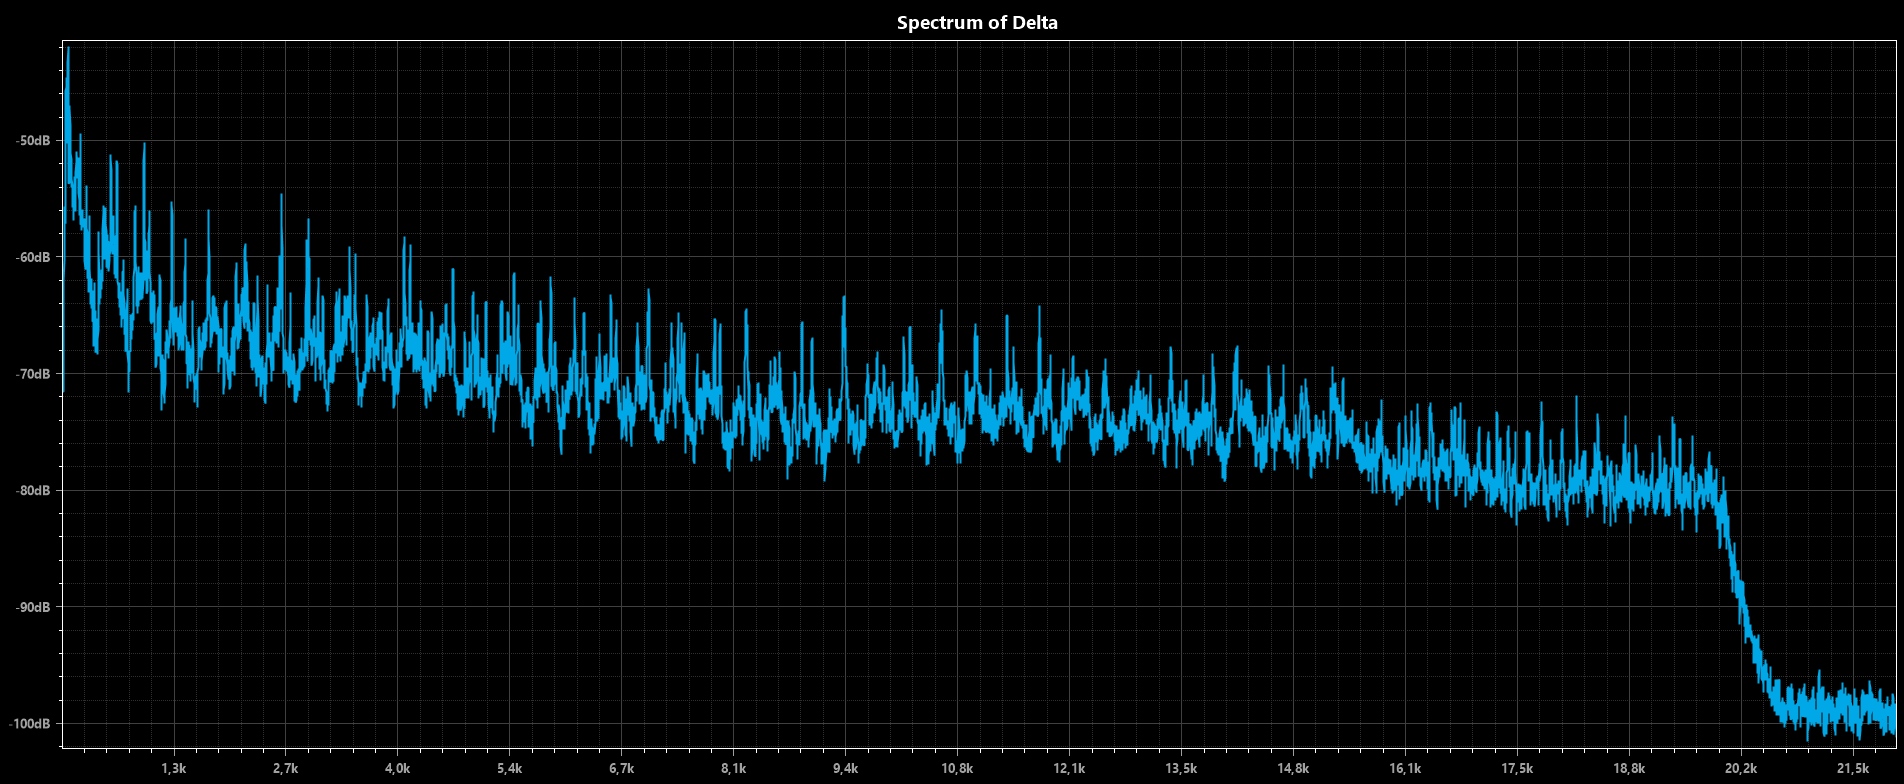 Spectrum of Delta
-50dB
-60dB
-70dB
-80dB
-90dB
-100dB
1,3k 2,7k 4,0k 5,4k 6,7k 8,1k 9,4k 10,8k 12,1k 13,5k 14,8k 16,1k 17,5k 18,8k 20,2k 21,5k